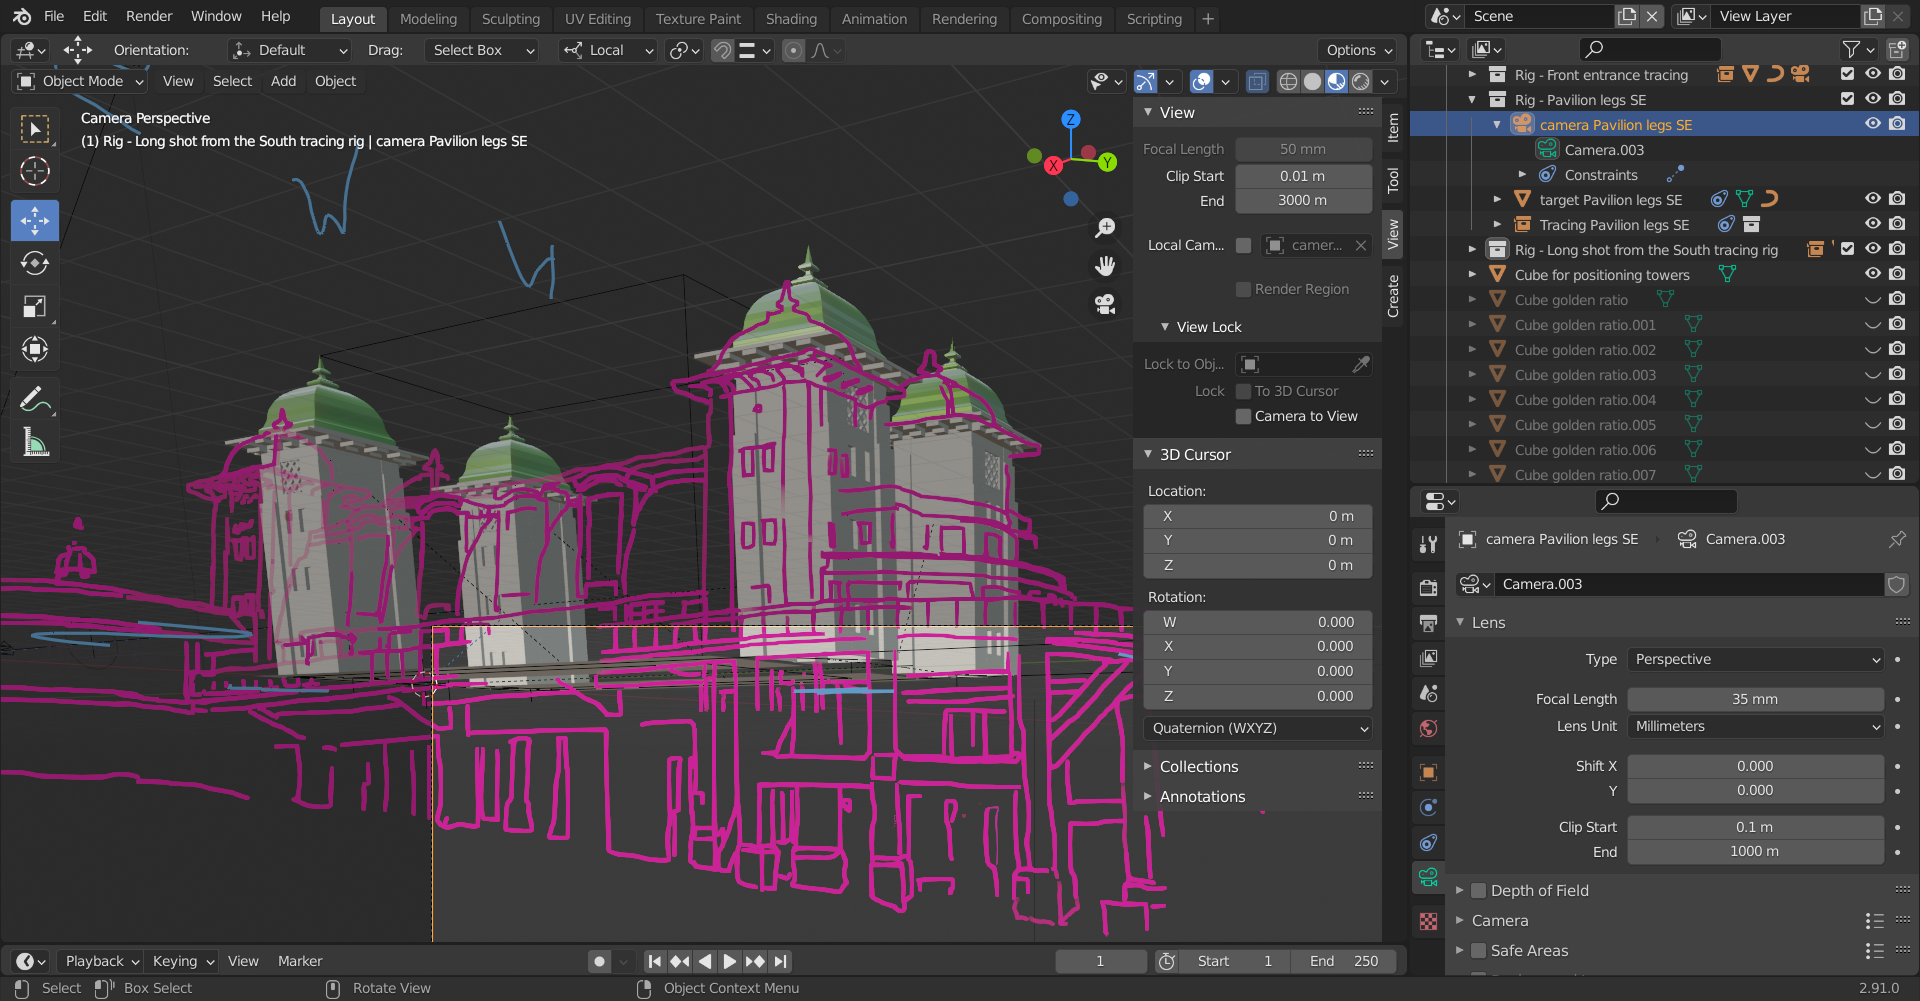 File Edit Render Window Help Layout Modeling Sculpting UV Editing Texture Paint Shading Animation Rendering Compositing Scripting + Scene View Layer
Orientation: Default Drag: Select Box Local Options
Object Mode View Select Add Object
Camera Perspective
(1) Rig - Long shot from the South tracing rig | camera Pavilion legs SE
Z
Y
X
View
Focal Length 50 mm
Clip Start 0.01 m
End 3000 m
Local Cam... camer...
Render Region
View Lock
Lock to Obj...
Lock To 3D Cursor
Camera to View
3D Cursor
Location:
X 0 m
Y 0 m
Z 0 m
Rotation:
W 0.000
X 0.000
Y 0.000
Z 0.000
Quaternion (WXYZ)
Collections
Annotations
Item
Tool
View
Create
Rig - Front entrance tracing
Rig - Pavilion legs SE
camera Pavilion legs SE
Camera.003
Constraints
target Pavilion legs SE
Tracing Pavilion legs SE
Rig - Long shot from the South tracing rig
Cube for positioning towers
Cube golden ratio
Cube golden ratio.001
Cube golden ratio.002
Cube golden ratio.003
Cube golden ratio.004
Cube golden ratio.005
Cube golden ratio.006
Cube golden ratio.007
camera Pavilion legs SE Camera.003
Camera.003
Lens
Type Perspective
Focal Length 35 mm
Lens Unit Millimeters
Shift X 0.000
Y 0.000
Clip Start 0.1 m
End 1000 m
Depth of Field
Camera
Safe Areas
Playback Keying View Marker 1 Start 1 End 250
Select Box Select Rotate View Object Context Menu 2.91.0